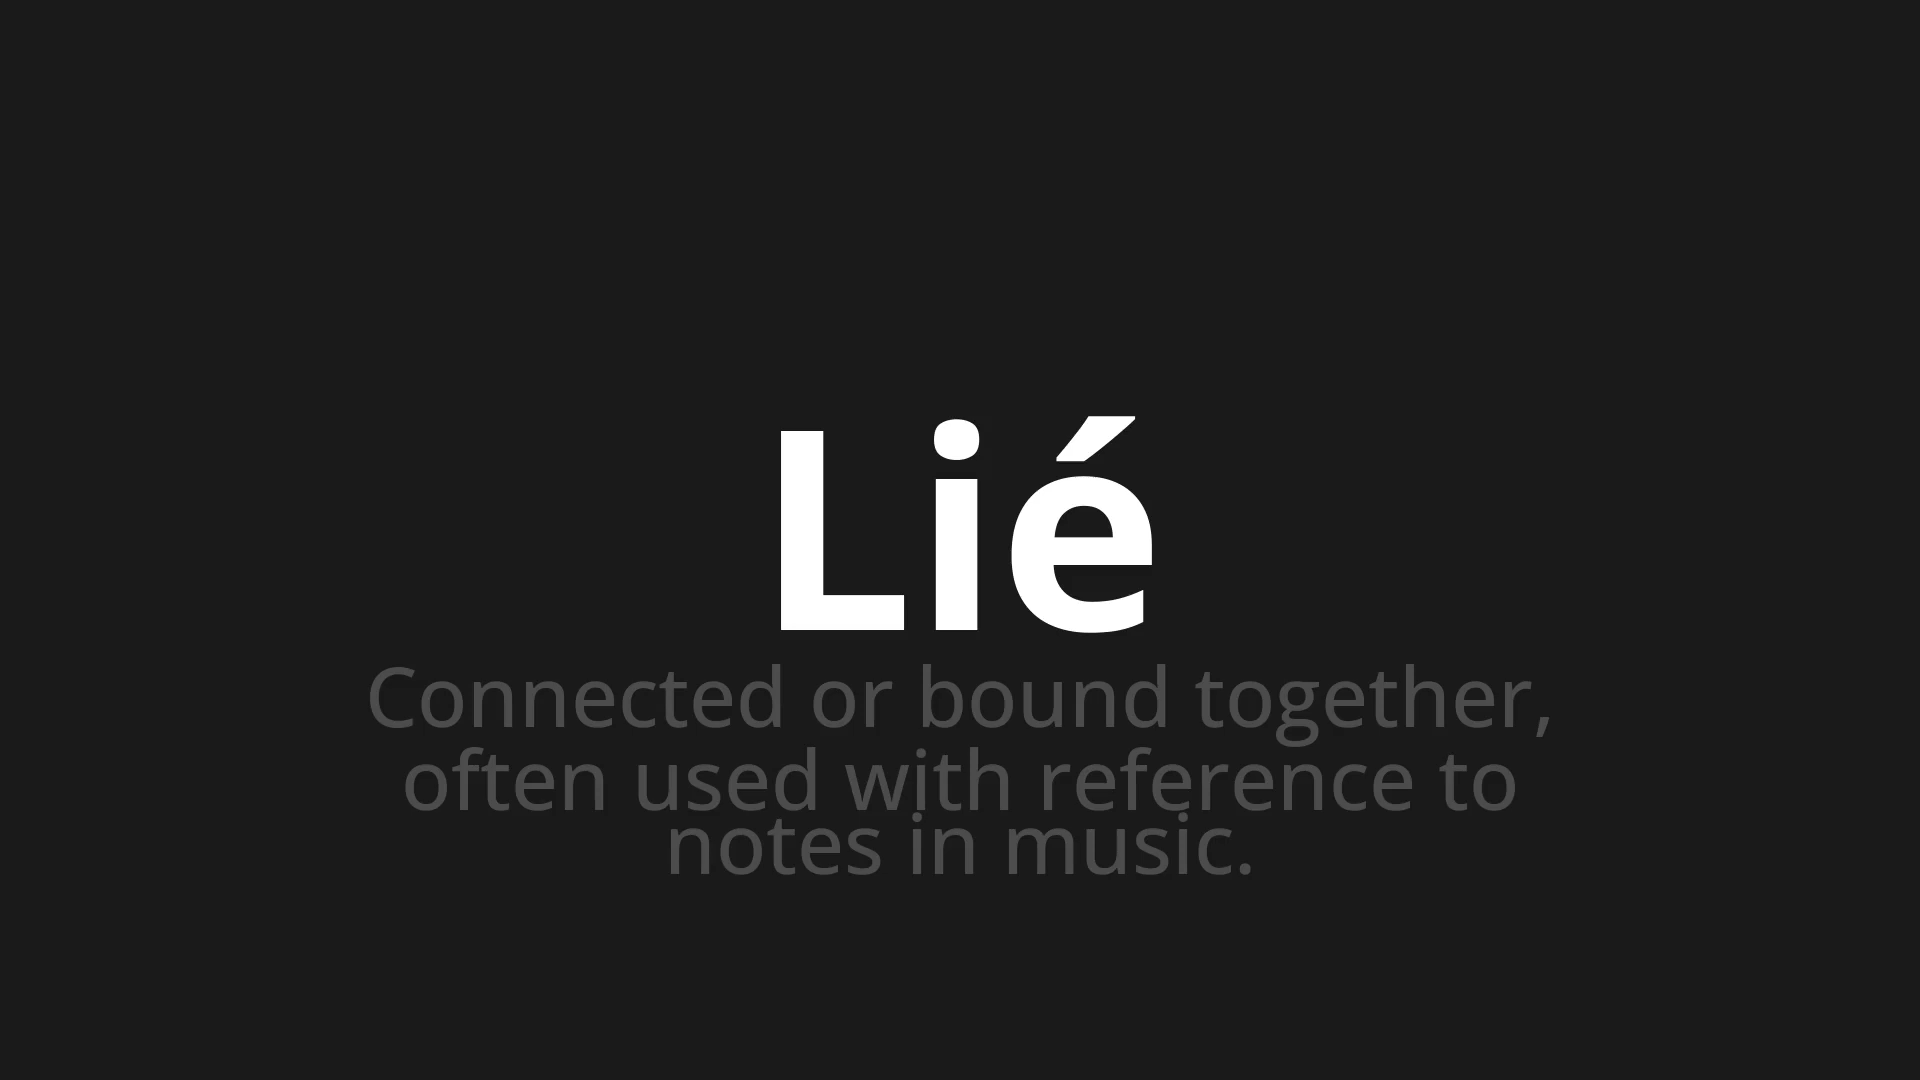 Lié
Connected or bound together,
often used with reference to
notes in music.